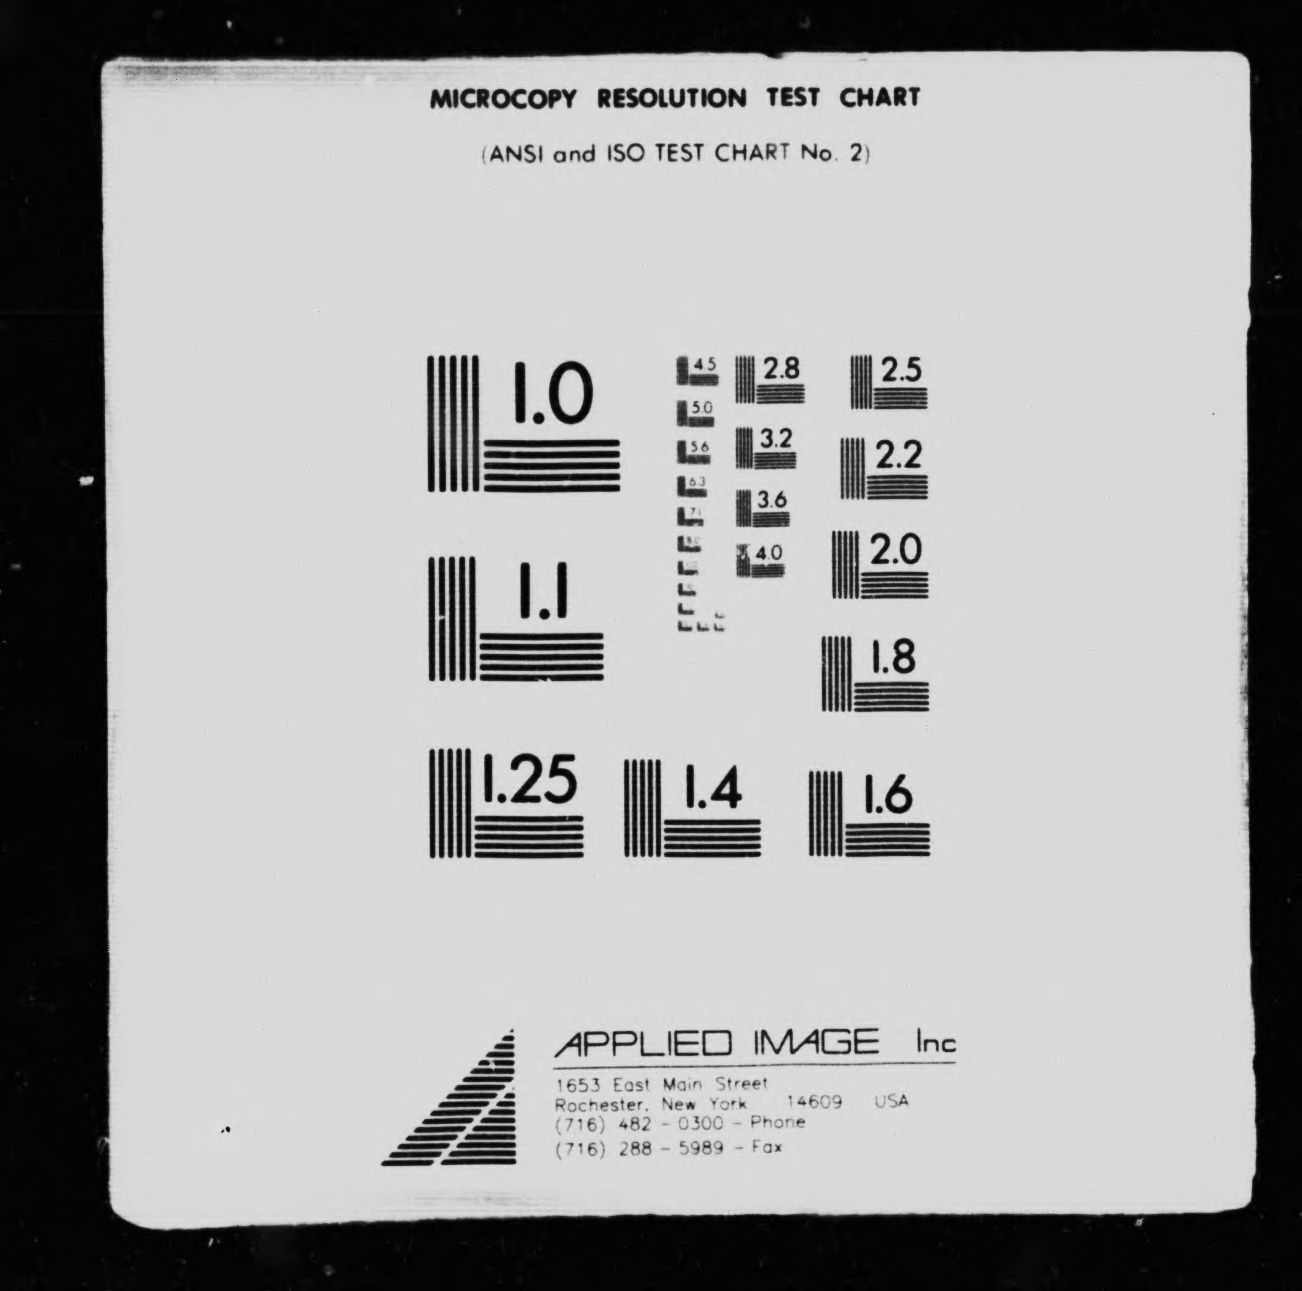 MICROCOPY RESOLUTION TEST CHART
(ANSI and ISO TEST CHART No. 2)
1.0
1.1
1.25
1.4
1.6
1.8
2.0
2.2
2.5
2.8
3.2
3.6
4.0
4.5
5.0
5.6
6.3
7.1
APPLIED IMAGE Inc
1653 East Main Street
Rochester, New York 14609 USA
(716) 482 - 0300 - Phone
(716) 288 - 5989 - Fax